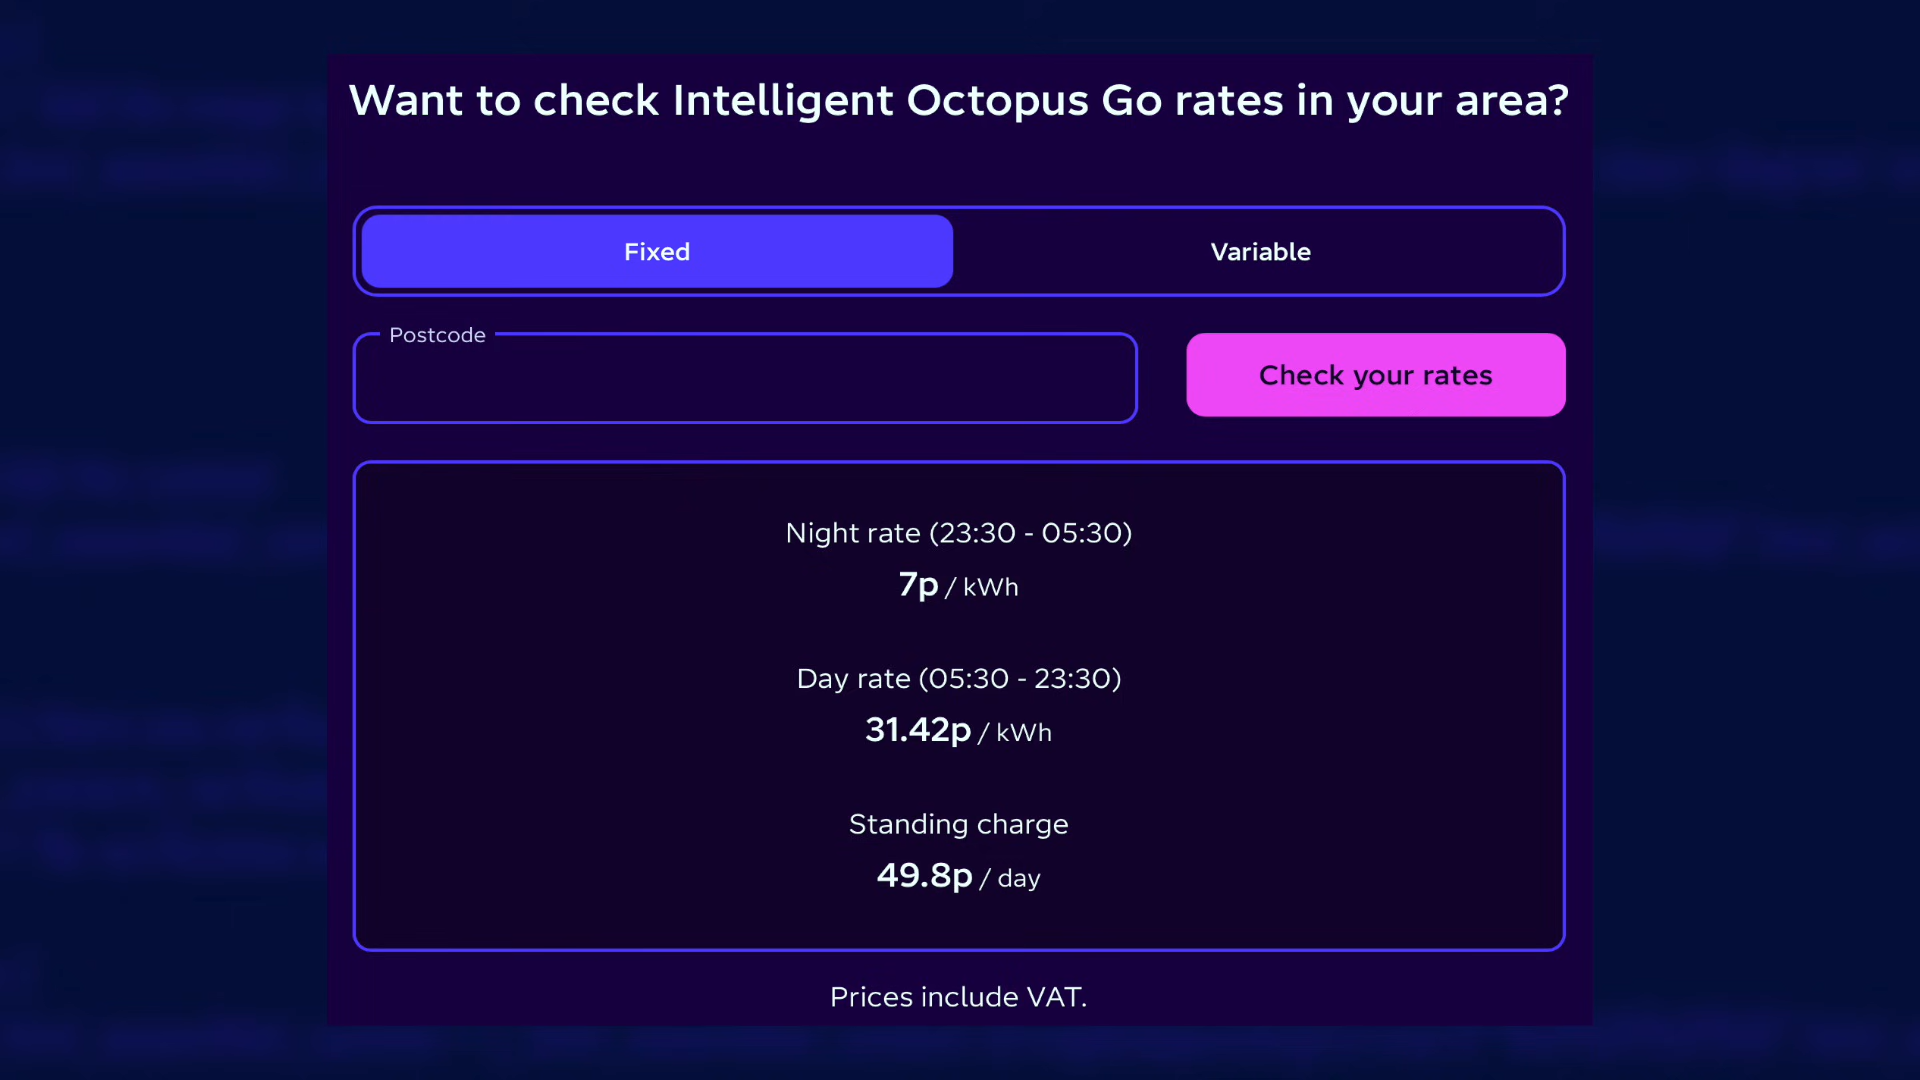 Want to check Intelligent Octopus Go rates in your area?
Fixed
Variable
Postcode
Check your rates
Night rate (23:30 - 05:30)
7p / kWh
Day rate (05:30 - 23:30)
31.42p / kWh
Standing charge
49.8p / day
Prices include VAT.